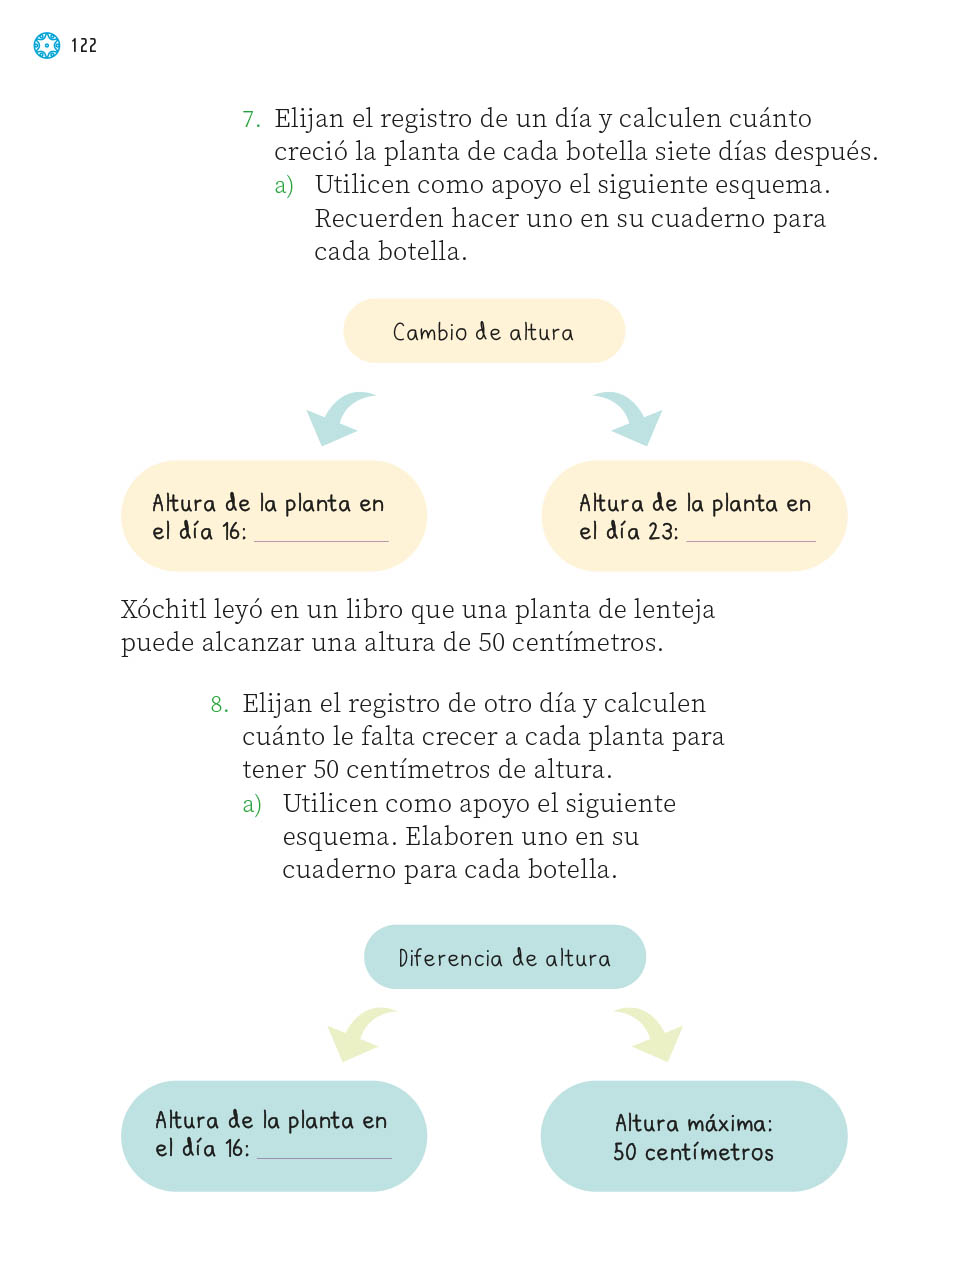 122
7. Elijan el registro de un día y calculen cuánto
creció la planta de cada botella siete días después.
a) Utilicen como apoyo el siguiente esquema.
Recuerden hacer uno en su cuaderno para
cada botella.
Cambio de altura
Altura de la planta en
el día 16: __________
Altura de la planta en
el día 23: __________
Xóchitl leyó en un libro que una planta de lenteja
puede alcanzar una altura de 50 centímetros.
8. Elijan el registro de otro día y calculen
cuánto le falta crecer a cada planta para
tener 50 centímetros de altura.
a) Utilicen como apoyo el siguiente
esquema. Elaboren uno en su
cuaderno para cada botella.
Diferencia de altura
Altura de la planta en
el día 16: __________
Altura máxima:
50 centímetros